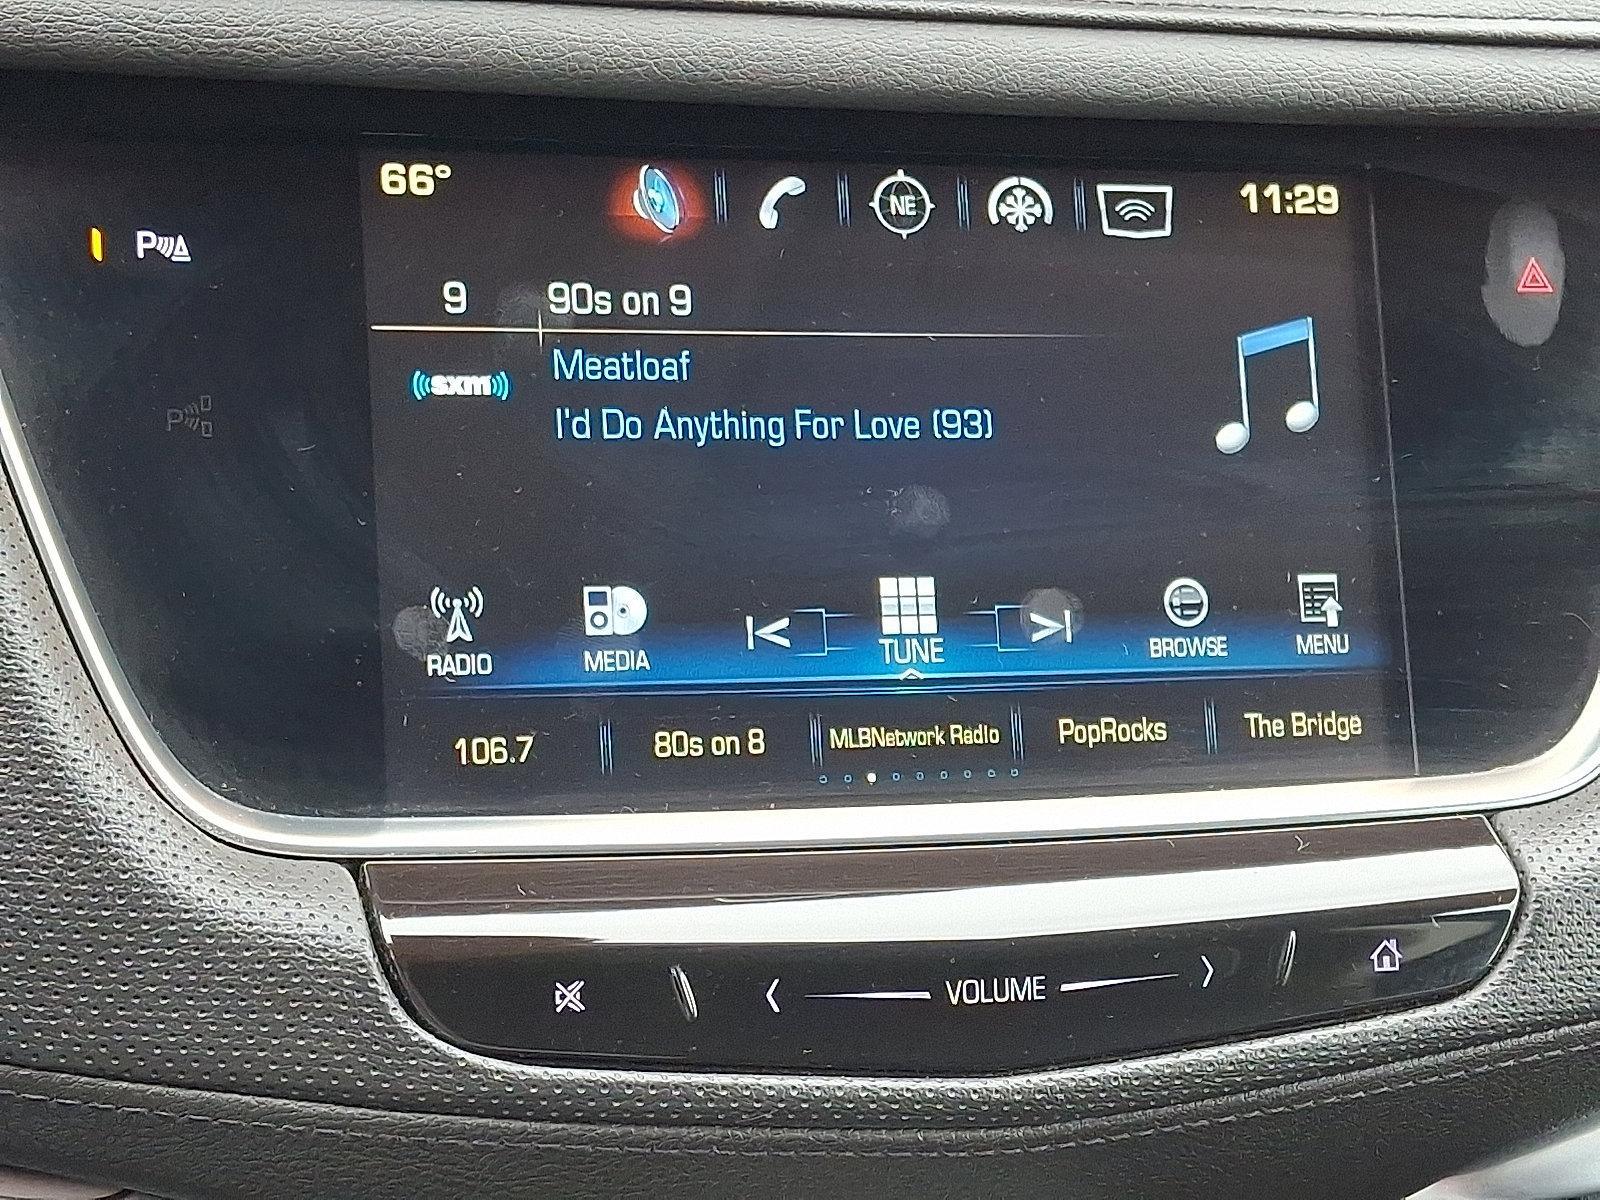 66°
NE
11:29
P
9
90s on 9
Meatloaf
((sxm))
I'd Do Anything For Love (93)
P
RADIO
MEDIA
TUNE
BROWSE
MENU
106.7
80s on 8
MLBNetwork Radio
PopRocks
The Bridge
VOLUME